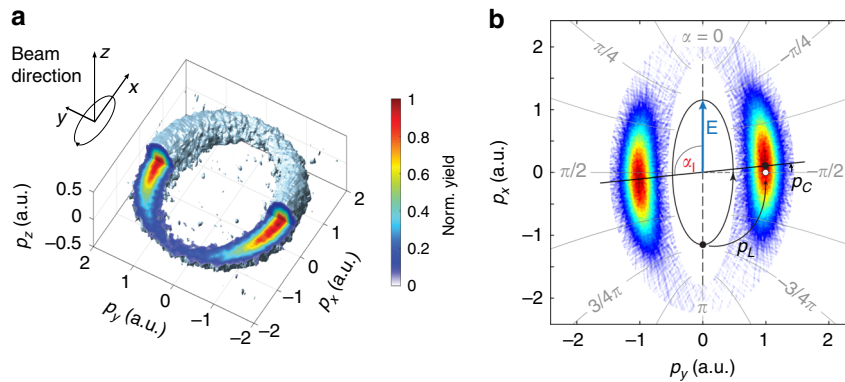 a
Beam
direction
z
x
y
p_z (a.u.)
0.5
0
−0.5
2
1
0
−1
−2
p_y (a.u.)
−2
−1
0
1
2
p_x (a.u.)
1
0.8
0.6
0.4
0.2
0
Norm. yield
b
2
1
0
−1
−2
p_x (a.u.)
−2
−1
0
1
2
p_y (a.u.)
α = 0
π/4
−π/4
π/2
−π/2
3/4π
−3/4π
π
E
α_I
p_C
p_L